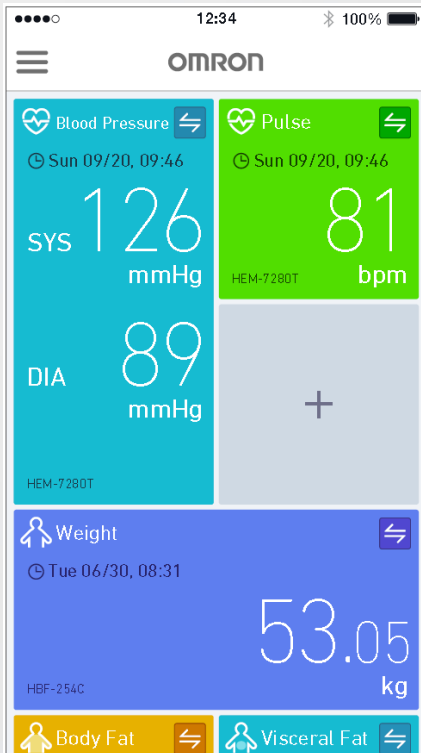 12:34 100%
OMRON
Blood Pressure
Sun 09/20, 09:46
SYS 126
mmHg
DIA 89
mmHg
HEM-7280T
Pulse
Sun 09/20, 09:46
81
HEM-7280T bpm
+
Weight
Tue 06/30, 08:31
53.05
HBF-254C kg
Body Fat
Visceral Fat